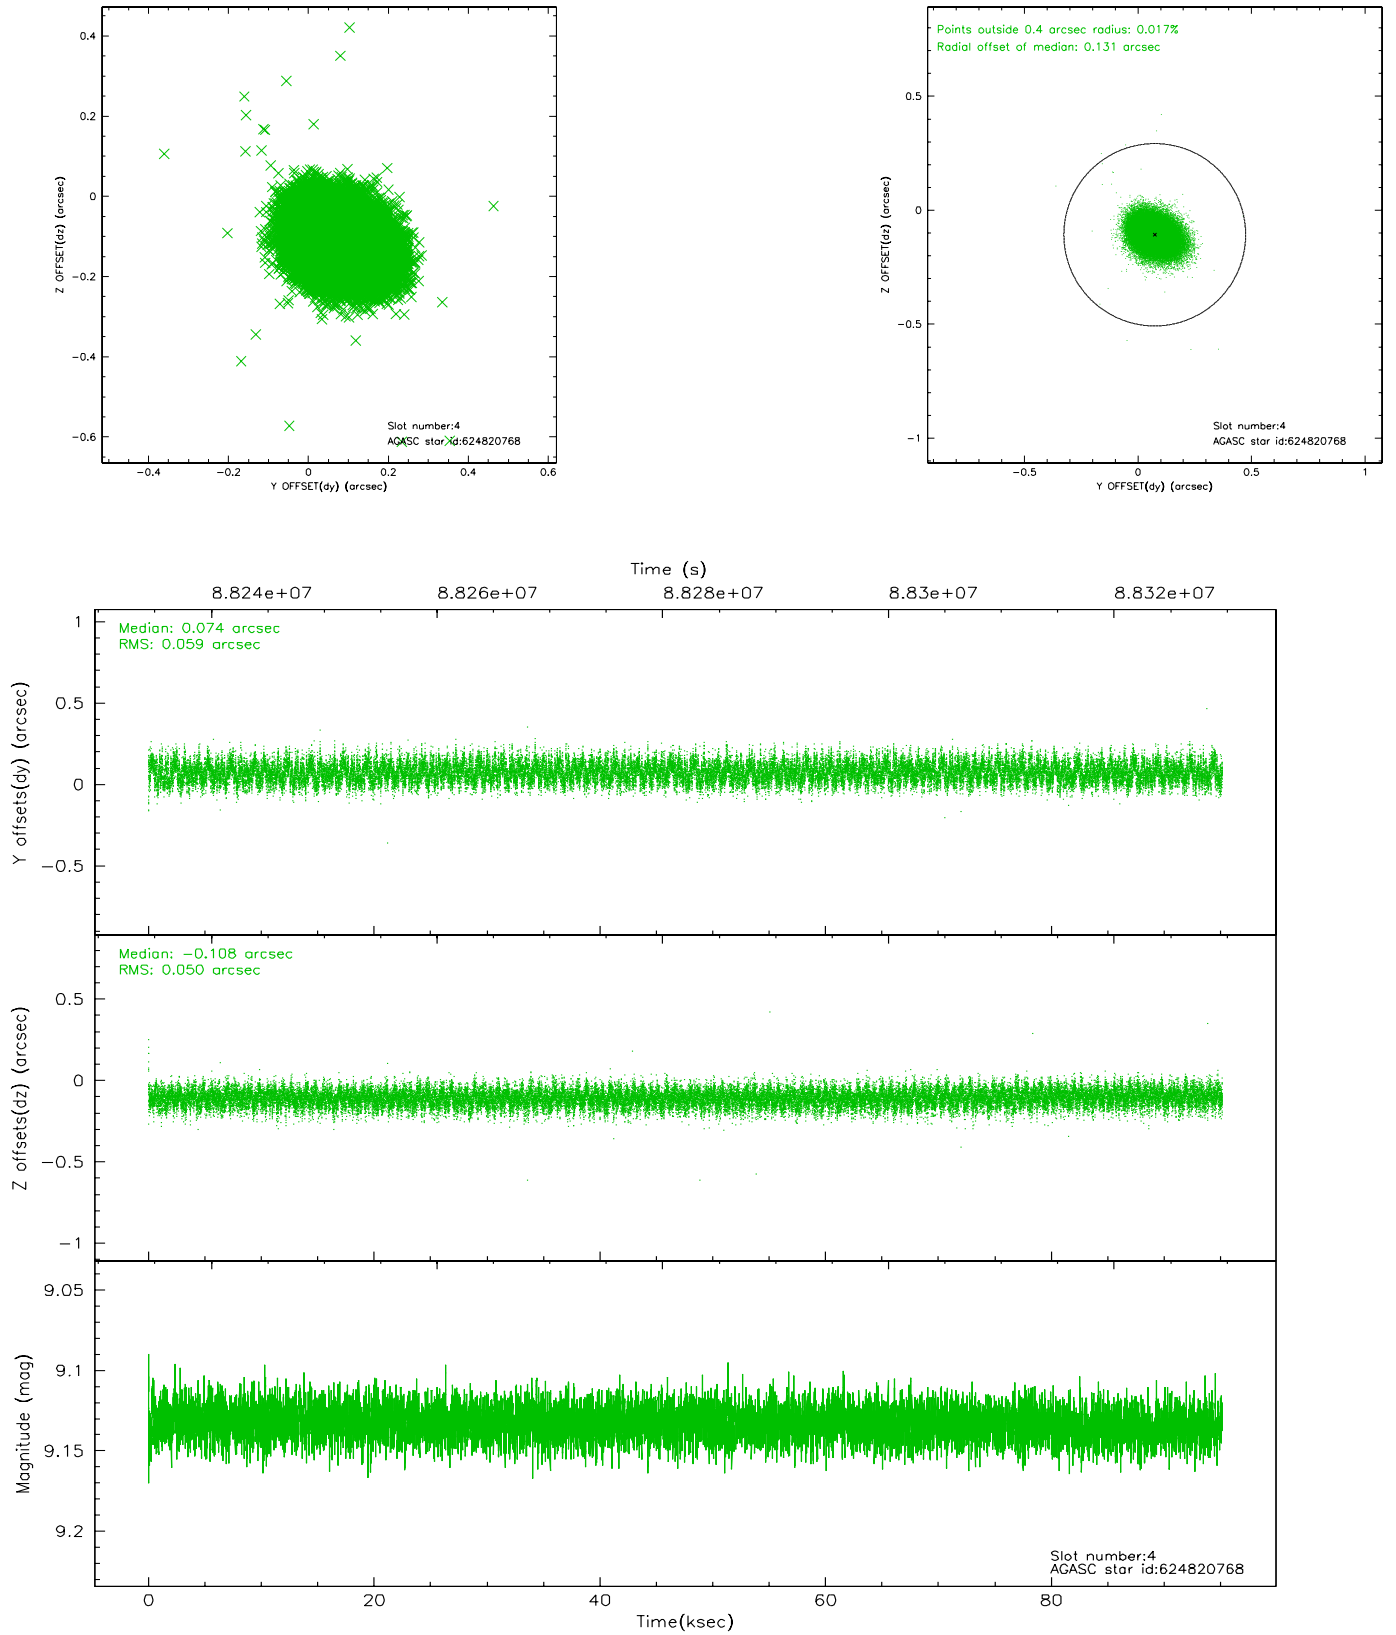 0.4
0.2
0
−0.2
−0.4
−0.6
Z OFFSET(dz) (arcsec)
Slot number:4
AGASC star id:624820768
−0.4
−0.2
0
0.2
0.4
0.6
Y OFFSET(dy) (arcsec)
Points outside 0.4 arcsec radius: 0.017%
Radial offset of median: 0.131 arcsec
0.5
0
−0.5
−1
Z OFFSET(dz) (arcsec)
Slot number:4
AGASC star id:624820768
−0.5
0
0.5
1
Y OFFSET(dy) (arcsec)
Time (s)
8.824e+07
8.826e+07
8.828e+07
8.83e+07
8.832e+07
Median: 0.074 arcsec
RMS: 0.059 arcsec
1
0.5
0
−0.5
Y offsets(dy) (arcsec)
Median: −0.108 arcsec
RMS: 0.050 arcsec
0.5
0
−0.5
−1
Z offsets(dz) (arcsec)
9.05
9.1
9.15
9.2
Magnitude (mag)
Slot number:4
AGASC star id:624820768
0
20
40
60
80
Time(ksec)